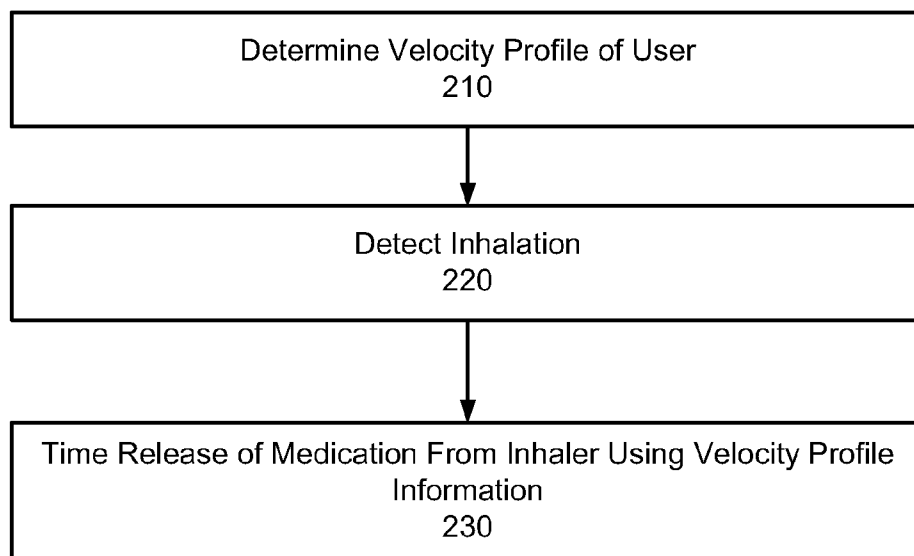 Determine Velocity Profile of User
210
Detect Inhalation
220
Time Release of Medication From Inhaler Using Velocity Profile
Information
230